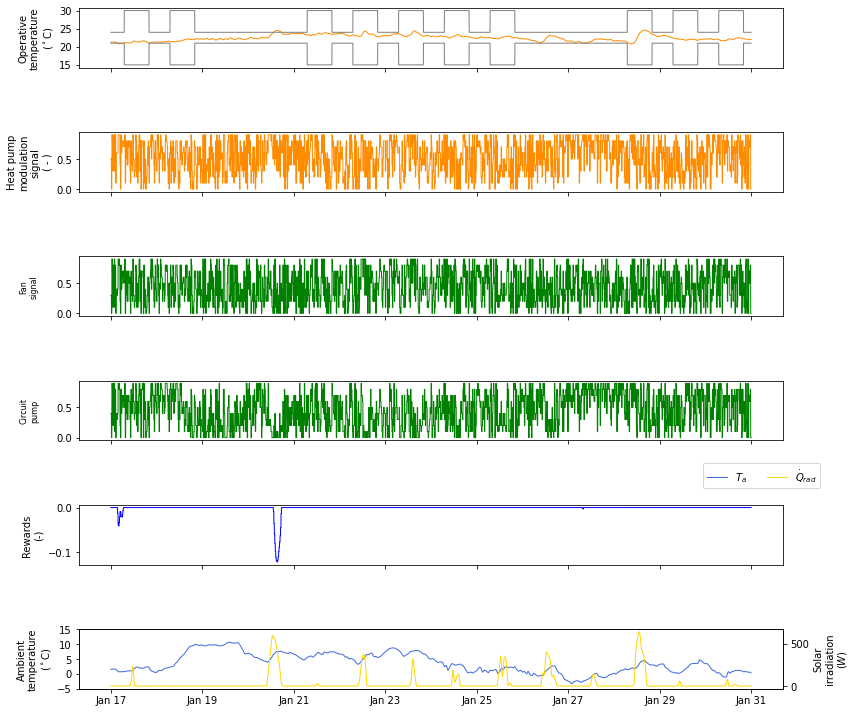 Operative
temperature
(°C)
30
25
20
15
Heat pump
modulation
signal
( - )
0.5
0.0
Fan
signal
0.5
0.0
Circuit
pump
0.5
0.0
T_a
Q̇_rad
Rewards
(-)
0.0
−0.1
Ambient
temperature
(°C)
15
10
5
0
−5
500
0
Solar
irradiation
(W)
Jan 17 Jan 19 Jan 21 Jan 23 Jan 25 Jan 27 Jan 29 Jan 31